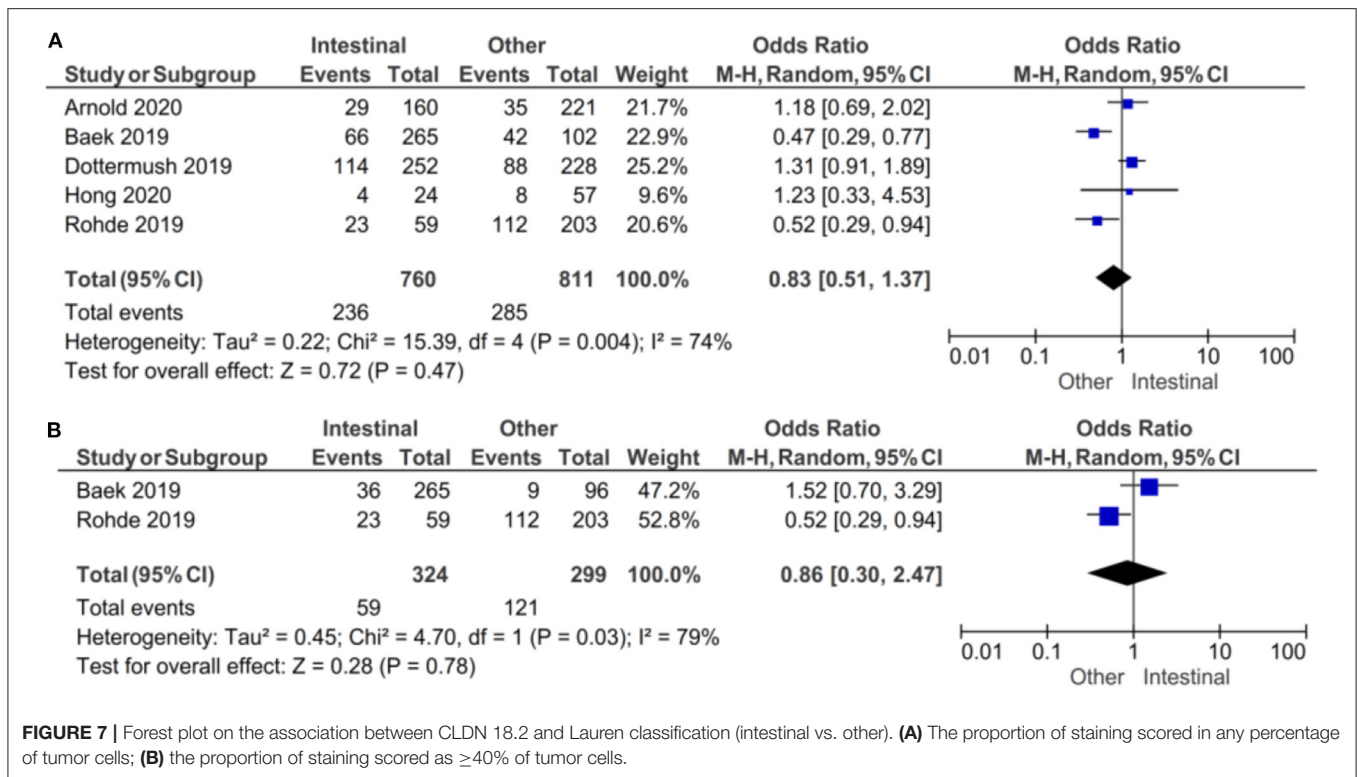 A
Intestinal Other Odds Ratio Odds Ratio
Study or Subgroup Events Total Events Total Weight M-H, Random, 95% CI M-H, Random, 95% CI
Arnold 2020 29 160 35 221 21.7% 1.18 [0.69, 2.02]
Baek 2019 66 265 42 102 22.9% 0.47 [0.29, 0.77]
Dottermush 2019 114 252 88 228 25.2% 1.31 [0.91, 1.89]
Hong 2020 4 24 8 57 9.6% 1.23 [0.33, 4.53]
Rohde 2019 23 59 112 203 20.6% 0.52 [0.29, 0.94]
Total (95% CI) 760 811 100.0% 0.83 [0.51, 1.37]
Total events 236 285
Heterogeneity: Tau² = 0.22; Chi² = 15.39, df = 4 (P = 0.004); I² = 74%
Test for overall effect: Z = 0.72 (P = 0.47)
0.01 0.1 1 10 100
Other Intestinal
B
Intestinal Other Odds Ratio Odds Ratio
Study or Subgroup Events Total Events Total Weight M-H, Random, 95% CI M-H, Random, 95% CI
Baek 2019 36 265 9 96 47.2% 1.52 [0.70, 3.29]
Rohde 2019 23 59 112 203 52.8% 0.52 [0.29, 0.94]
Total (95% CI) 324 299 100.0% 0.86 [0.30, 2.47]
Total events 59 121
Heterogeneity: Tau² = 0.45; Chi² = 4.70, df = 1 (P = 0.03); I² = 79%
Test for overall effect: Z = 0.28 (P = 0.78)
0.01 0.1 1 10 100
Other Intestinal
FIGURE 7 | Forest plot on the association between CLDN 18.2 and Lauren classification (intestinal vs. other). (A) The proportion of staining scored in any percentage
of tumor cells; (B) the proportion of staining scored as ≥40% of tumor cells.